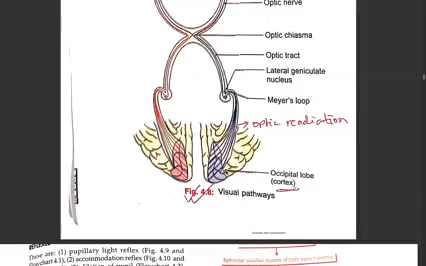 Optic nerve
Optic chiasma
Optic tract
Lateral geniculate
nucleus
Meyer's loop
optic readiation
Occipital lobe
(cortex)
Fig. 4.8: Visual pathways
These are: (1) pupillary light reflex (Fig. 4.9 and
Flowchart 4.1), (2) accommodation reflex (Fig. 4.10 and